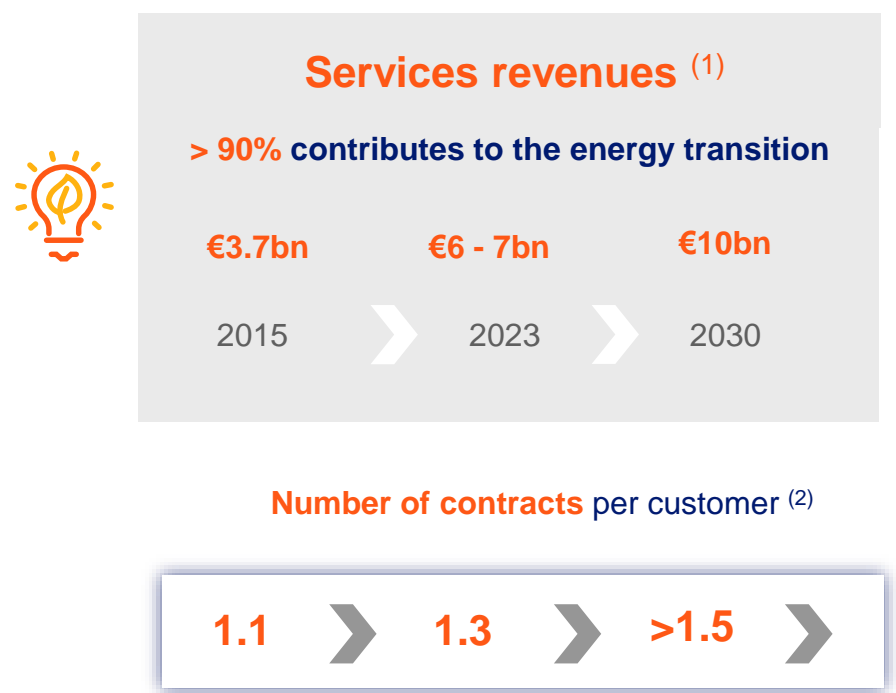 Services revenues (1)
> 90% contributes to the energy transition
€3.7bn €6 - 7bn €10bn
2015 2023 2030
Number of contracts per customer (2)
1.1 1.3 >1.5